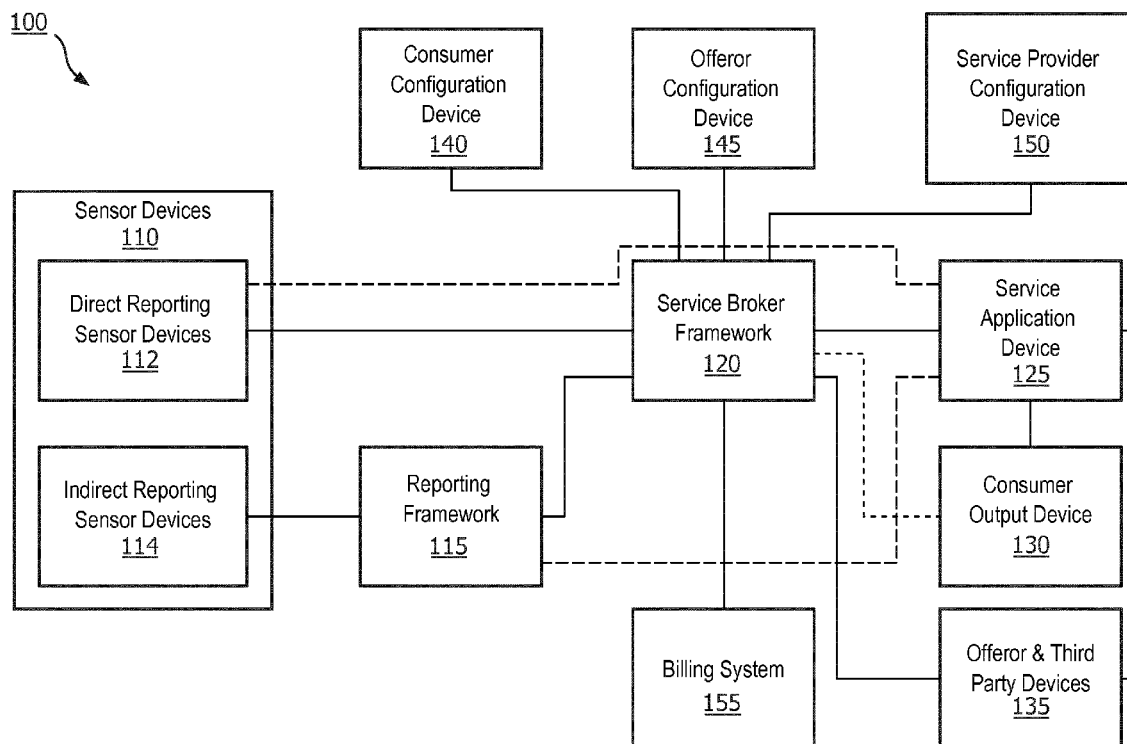 100
Consumer
Configuration
Device
140
Offeror
Configuration
Device
145
Service Provider
Configuration
Device
150
Sensor Devices
110
Direct Reporting
Sensor Devices
112
Service Broker
Framework
120
Service
Application
Device
125
Indirect Reporting
Sensor Devices
114
Reporting
Framework
115
Consumer
Output Device
130
Billing System
155
Offeror & Third
Party Devices
135